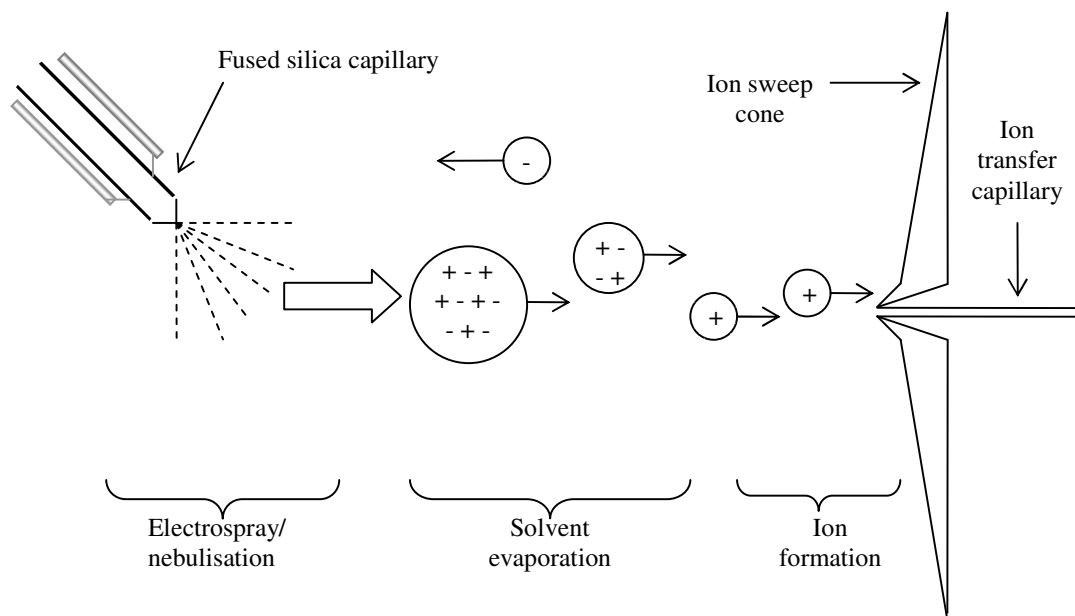 Fused silica capillary
Ion sweep
cone
Ion
transfer
capillary
-
+ - +
+ - + -
- + -
+ -
- +
+
+
Electrospray/
nebulisation
Solvent
evaporation
Ion
formation